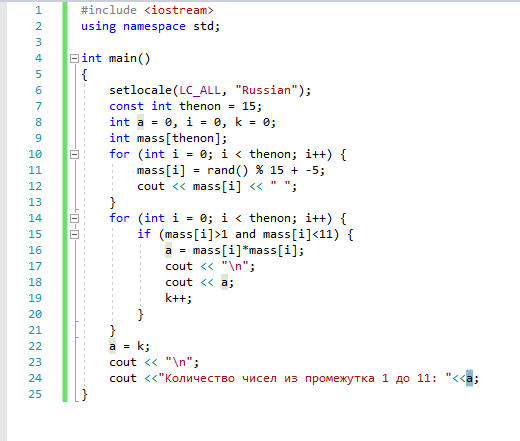 1 #include <iostream>
2 using namespace std;
3
4 int main()
5 {
6 setlocale(LC_ALL, "Russian");
7 const int thenon = 15;
8 int a = 0, i = 0, k = 0;
9 int mass[thenon];
10 for (int i = 0; i < thenon; i++) {
11 mass[i] = rand() % 15 + -5;
12 cout << mass[i] << " ";
13 }
14 for (int i = 0; i < thenon; i++) {
15 if (mass[i]>1 and mass[i]<11) {
16 a = mass[i]*mass[i];
17 cout << "\n";
18 cout << a;
19 k++;
20 }
21 }
22 a = k;
23 cout << "\n";
24 cout <<"Количество чисел из промежутка 1 до 11: "<<a;
25 }